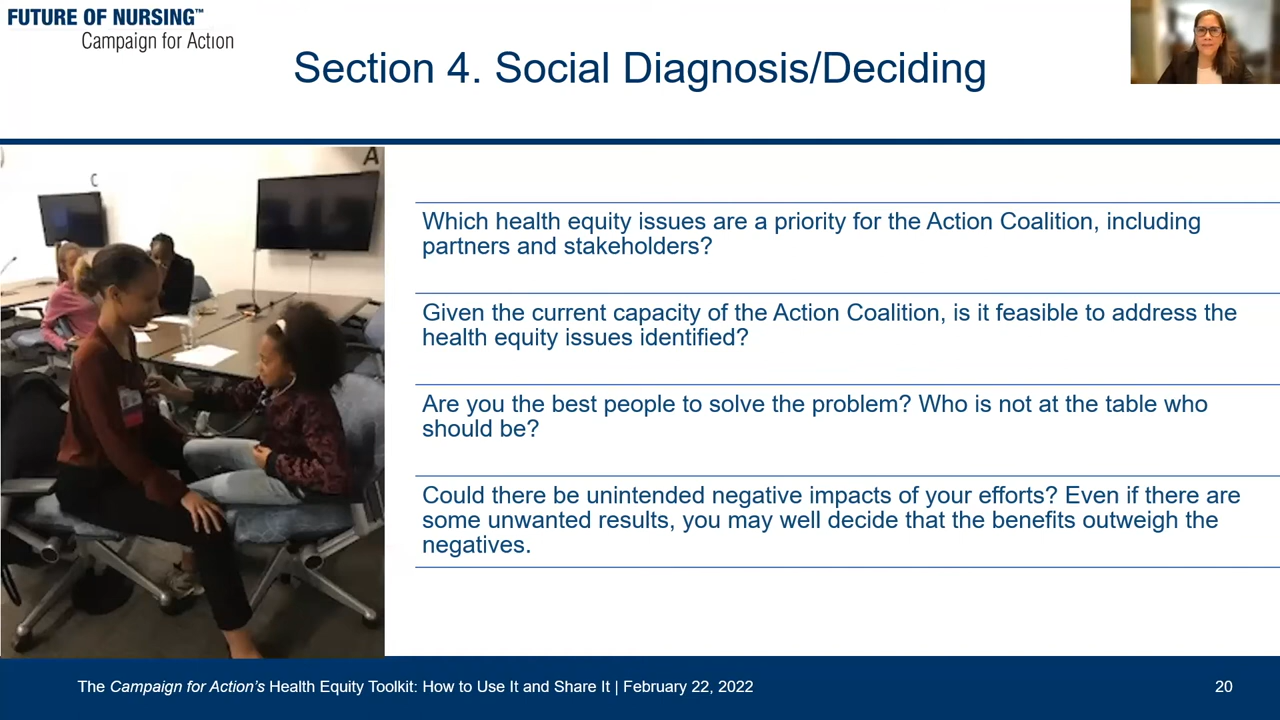 FUTURE OF NURSING™
Campaign for Action
Section 4. Social Diagnosis/Deciding
C
A
Which health equity issues are a priority for the Action Coalition, including
partners and stakeholders?
Given the current capacity of the Action Coalition, is it feasible to address the
health equity issues identified?
Are you the best people to solve the problem? Who is not at the table who
should be?
Could there be unintended negative impacts of your efforts? Even if there are
some unwanted results, you may well decide that the benefits outweigh the
negatives.
The Campaign for Action's Health Equity Toolkit: How to Use It and Share It | February 22, 2022
20